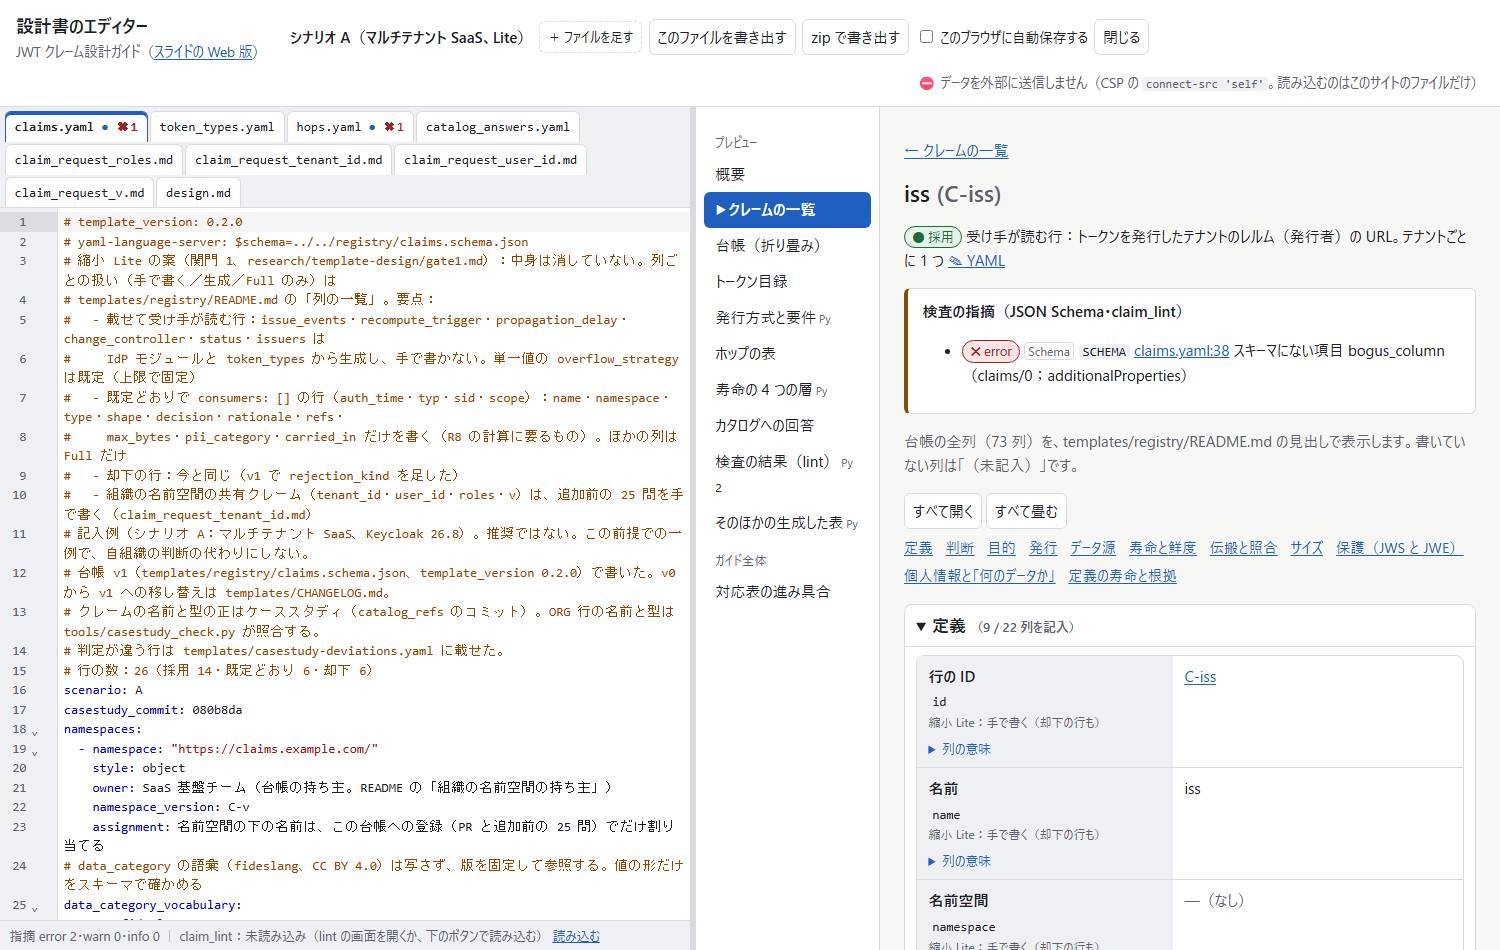 設計書のエディター
JWT クレーム設計ガイド（スライドの Web 版）
シナリオ A（マルチテナント SaaS、Lite）
＋ ファイルを足す
このファイルを書き出す
zip で書き出す
このブラウザに自動保存する
閉じる
⛔ データを外部に送信しません（CSP の connect-src 'self'。読み込むのはこのサイトのファイルだけ）
claims.yaml ● ✖1
token_types.yaml
hops.yaml ● ✖1
catalog_answers.yaml
claim_request_roles.md
claim_request_tenant_id.md
claim_request_user_id.md
claim_request_v.md
design.md
1 # template_version: 0.2.0
2 # yaml-language-server: $schema=../../registry/claims.schema.json
3 # 縮小 Lite の案（関門 1、research/template-design/gate1.md）：中身は消していない。列ご
との扱い（手で書く／生成／Full のみ）は
4 # templates/registry/README.md の「列の一覧」。要点：
5 #   - 載せて受け手が読む行：issue_events・recompute_trigger・propagation_delay・
change_controller・status・issuers は
6 #     IdP モジュールと token_types から生成し、手で書かない。単一値の overflow_strategy
は既定（上限で固定）
7 #   - 既定どおりで consumers: [] の行（auth_time・typ・sid・scope）：name・namespace・
type・shape・decision・rationale・refs・
8 #     max_bytes・pii_category・carried_in だけを書く（R8 の計算に要るもの）。ほかの列は
Full だけ
9 #   - 却下の行：今と同じ（v1 で rejection_kind を足した）
10 #   - 組織の名前空間の共有クレーム（tenant_id・user_id・roles・v）は、追加前の 25 問を手
で書く（claim_request_tenant_id.md）
11 # 記入例（シナリオ A：マルチテナント SaaS、Keycloak 26.8）。推奨ではない。この前提での一
例で、自組織の判断の代わりにしない。
12 # 台帳 v1（templates/registry/claims.schema.json、template_version 0.2.0）で書いた。v0
から v1 への移し替えは templates/CHANGELOG.md。
13 # クレームの名前と型の正はケーススタディ（catalog_refs のコミット）。ORG 行の名前と型は
tools/casestudy_check.py が照合する。
14 # 判定が違う行は templates/casestudy-deviations.yaml に載せた。
15 # 行の数：26（採用 14・既定どおり 6・却下 6）
16 scenario: A
17 casestudy_commit: 080b8da
18 namespaces:
19   - namespace: "https://claims.example.com/"
20     style: object
21     owner: SaaS 基盤チーム（台帳の持ち主。README の「組織の名前空間の持ち主」）
22     namespace_version: C-v
23     assignment: 名前空間の下の名前は、この台帳への登録（PR と追加前の 25 問）でだけ割り
当てる
24 # data_category の語彙（fideslang、CC BY 4.0）は写さず、版を固定して参照する。値の形だけ
をスキーマで確かめる
25 data_category_vocabulary:
指摘 error 2・warn 0・info 0 | claim_lint：未読み込み（lint の画面を開くか、下のボタンで読み込む） 読み込む
プレビュー
概要
▶クレームの一覧
台帳（折り畳み）
トークン目録
発行方式と要件 Py
ホップの表
寿命の 4 つの層 Py
カタログへの回答
検査の結果（lint） Py
2
そのほかの生成した表 Py
ガイド全体
対応表の進み具合
← クレームの一覧
iss (C-iss)
● 採用 受け手が読む行：トークンを発行したテナントのレルム（発行者）の URL。テナントごと
に 1 つ ✎ YAML
検査の指摘（JSON Schema・claim_lint）
• ✕ error Schema SCHEMA claims.yaml:38 スキーマにない項目 bogus_column
（claims/0；additionalProperties）
台帳の全列（73 列）を、templates/registry/README.md の見出しで表示します。書いてい
ない列は「（未記入）」です。
すべて開く すべて畳む
定義 判断 目的 発行 データ源 寿命と鮮度 伝搬と照合 サイズ 保護（JWS と JWE）
個人情報と「何のデータか」 定義の寿命と根拠
▼ 定義 （9 / 22 列を記入）
行の ID
C-iss
id
縮小 Lite：手で書く（却下の行も）
▶ 列の意味
名前
iss
name
縮小 Lite：手で書く（却下の行も）
▶ 列の意味
名前空間
—（なし）
namespace
縮小 Lite：手で書く（却下の行も）